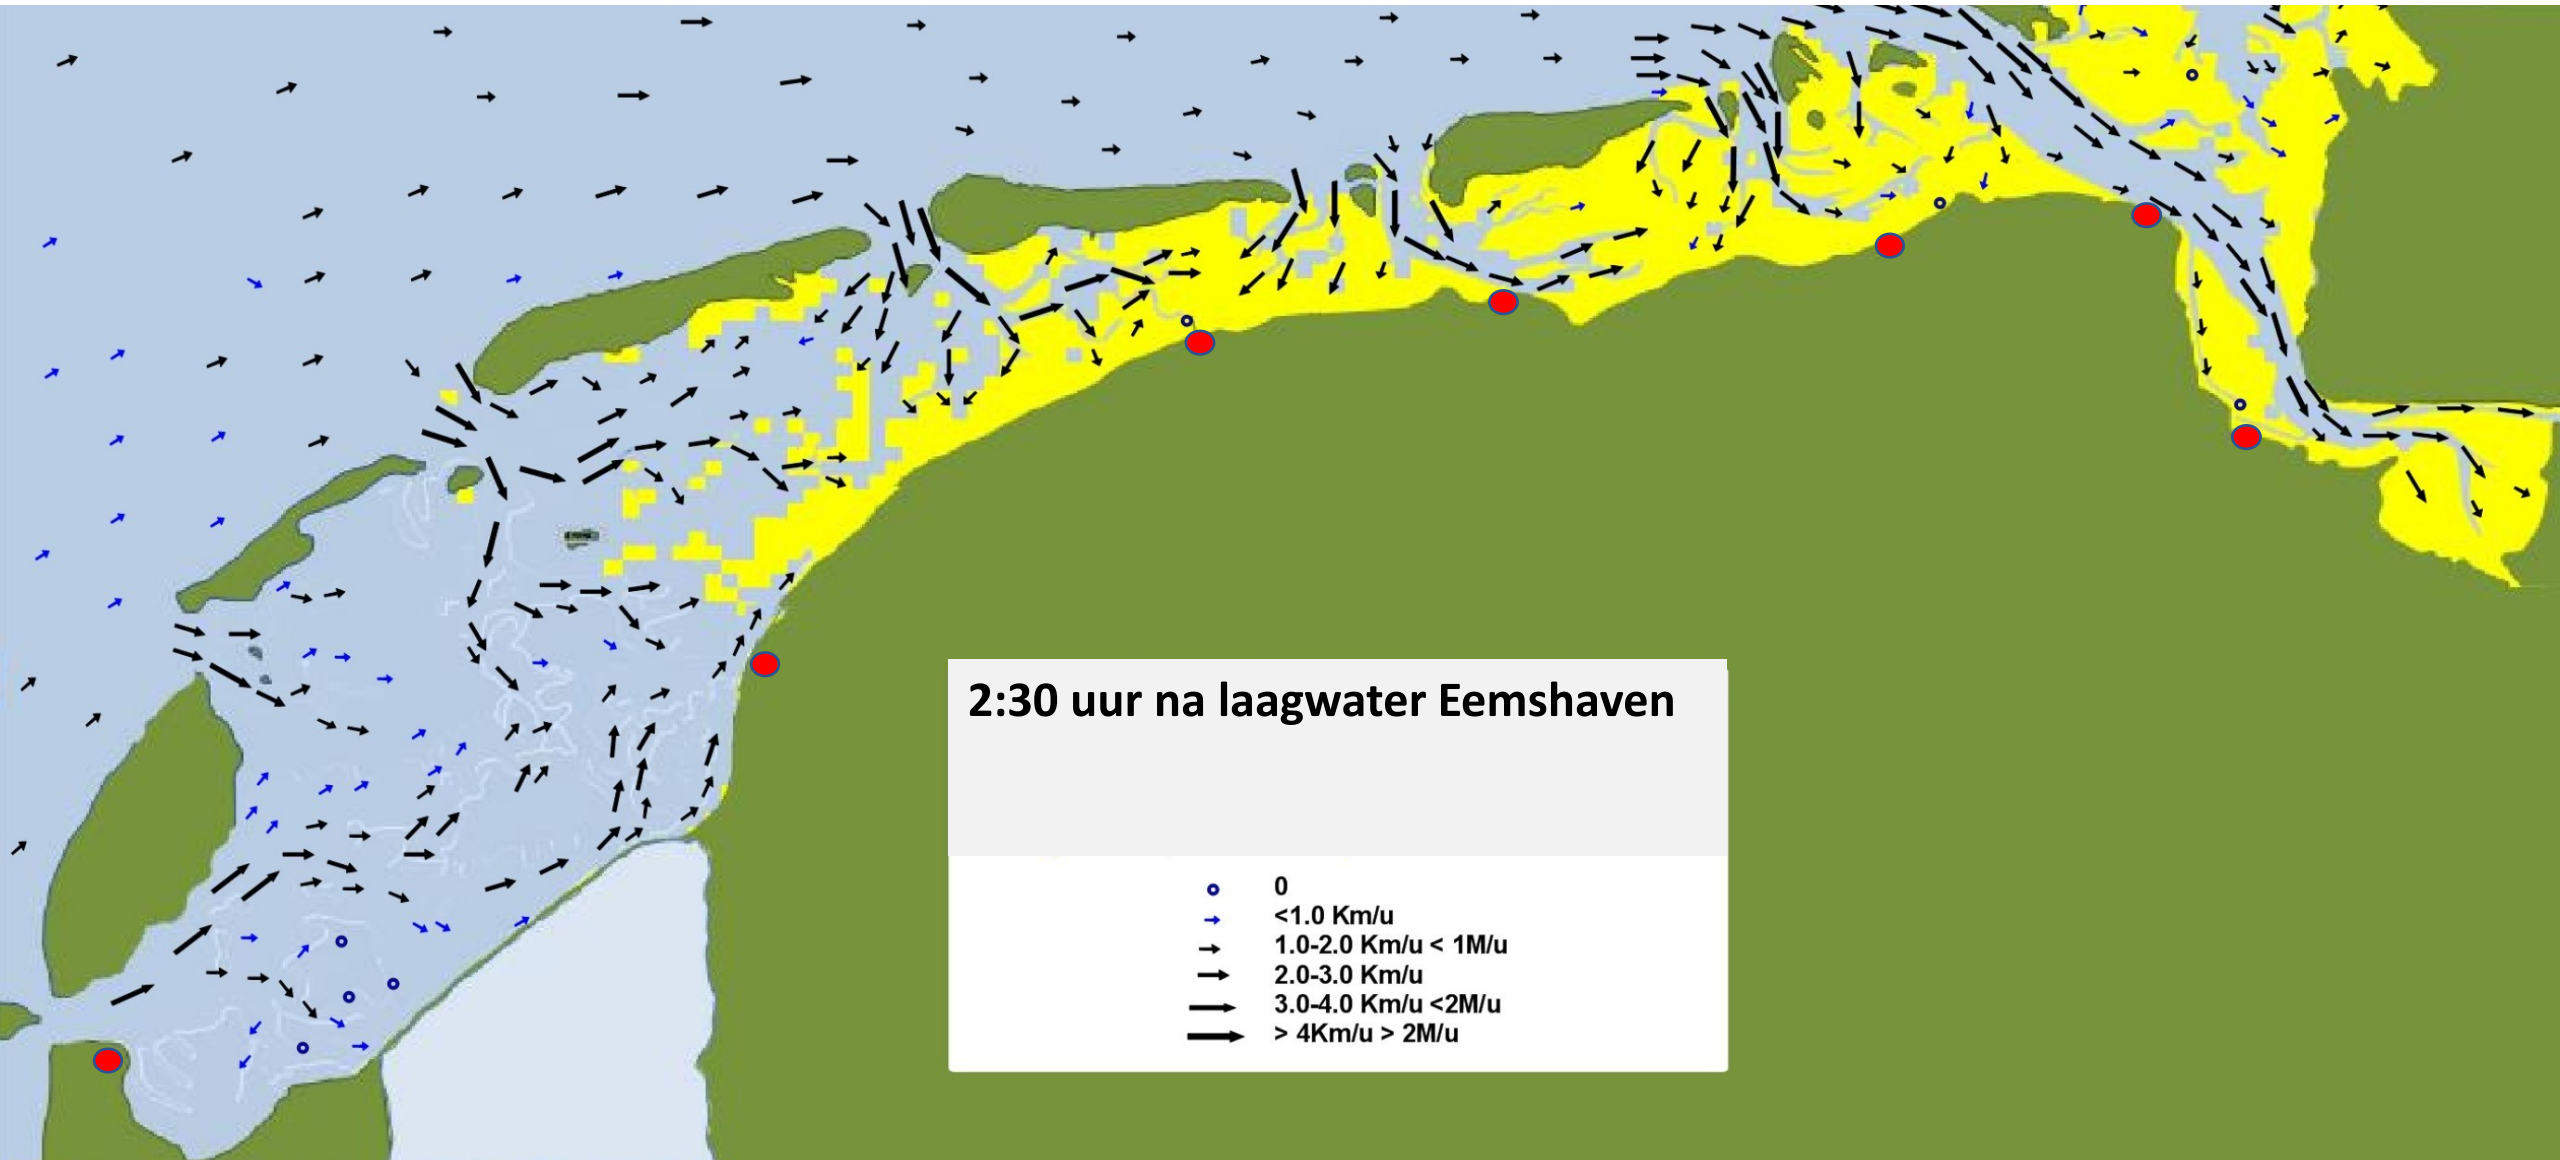 2:30 uur na laagwater Eemshaven
0
<1.0 Km/u
1.0-2.0 Km/u < 1M/u
2.0-3.0 Km/u
3.0-4.0 Km/u <2M/u
> 4Km/u > 2M/u